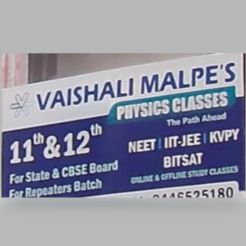 VAISHALI MALPE'S
PHYSICS CLASSES
The Path Ahead
11th & 12th
NEET | IIT-JEE | KVPY
BITSAT
For State & CBSE Board
ONLINE & OFFLINE STUDY CLASSES
For Repeaters Batch